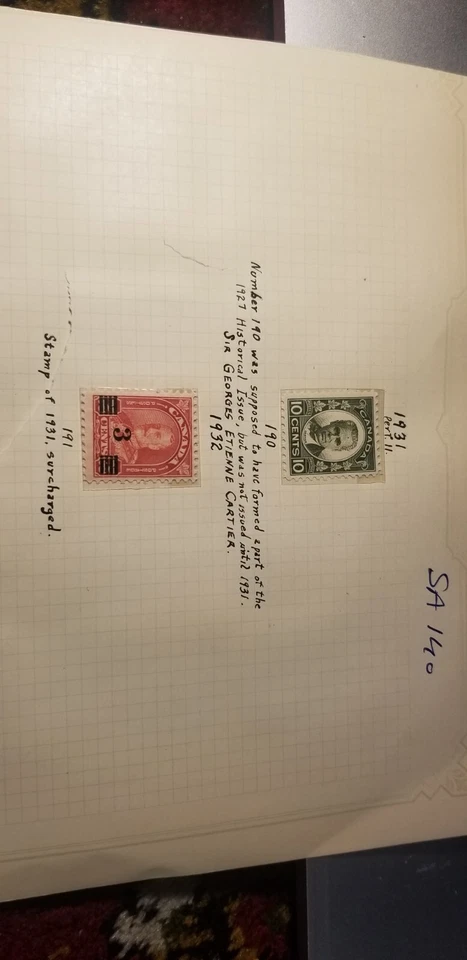 SA 140
1931
Perf. 11.
CANADA
10 CENTS 10
190
Number 190 was supposed to have formed a part of the
1927 Historical Issue, but was not issued until 1931.
SIR GEORGES ETIENNE CARTIER.
1932
CANADA
3
CENTS
191
Stamp of 1931, surcharged.